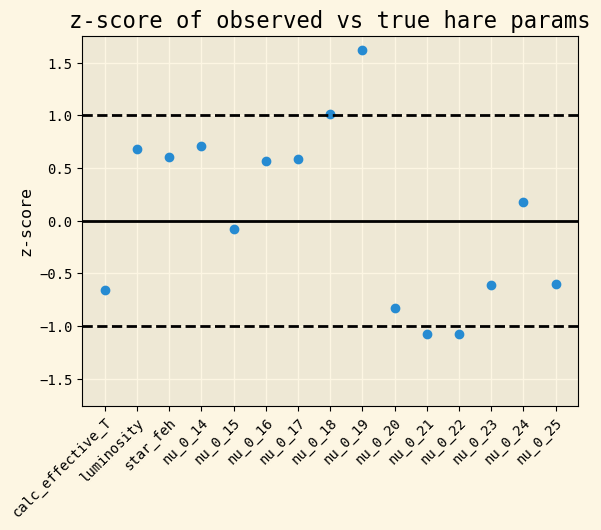 z-score of observed vs true hare params
z-score
1.5
1.0
0.5
0.0
−0.5
−1.0
−1.5
calc_effective_T
luminosity
star_feh
nu_0_14
nu_0_15
nu_0_16
nu_0_17
nu_0_18
nu_0_19
nu_0_20
nu_0_21
nu_0_22
nu_0_23
nu_0_24
nu_0_25